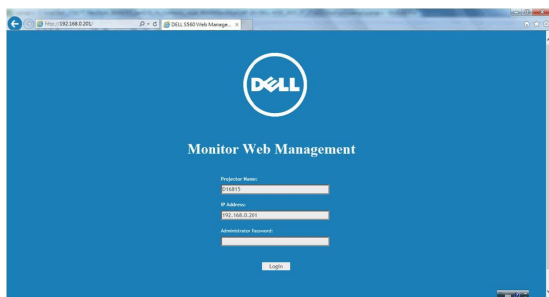 http://192.168.0.201/
DELL S560 Web Manage...
DELL
Monitor Web Management
Projector Name:
D16815
IP Address:
192.168.0.201
Administrator Password:
Login